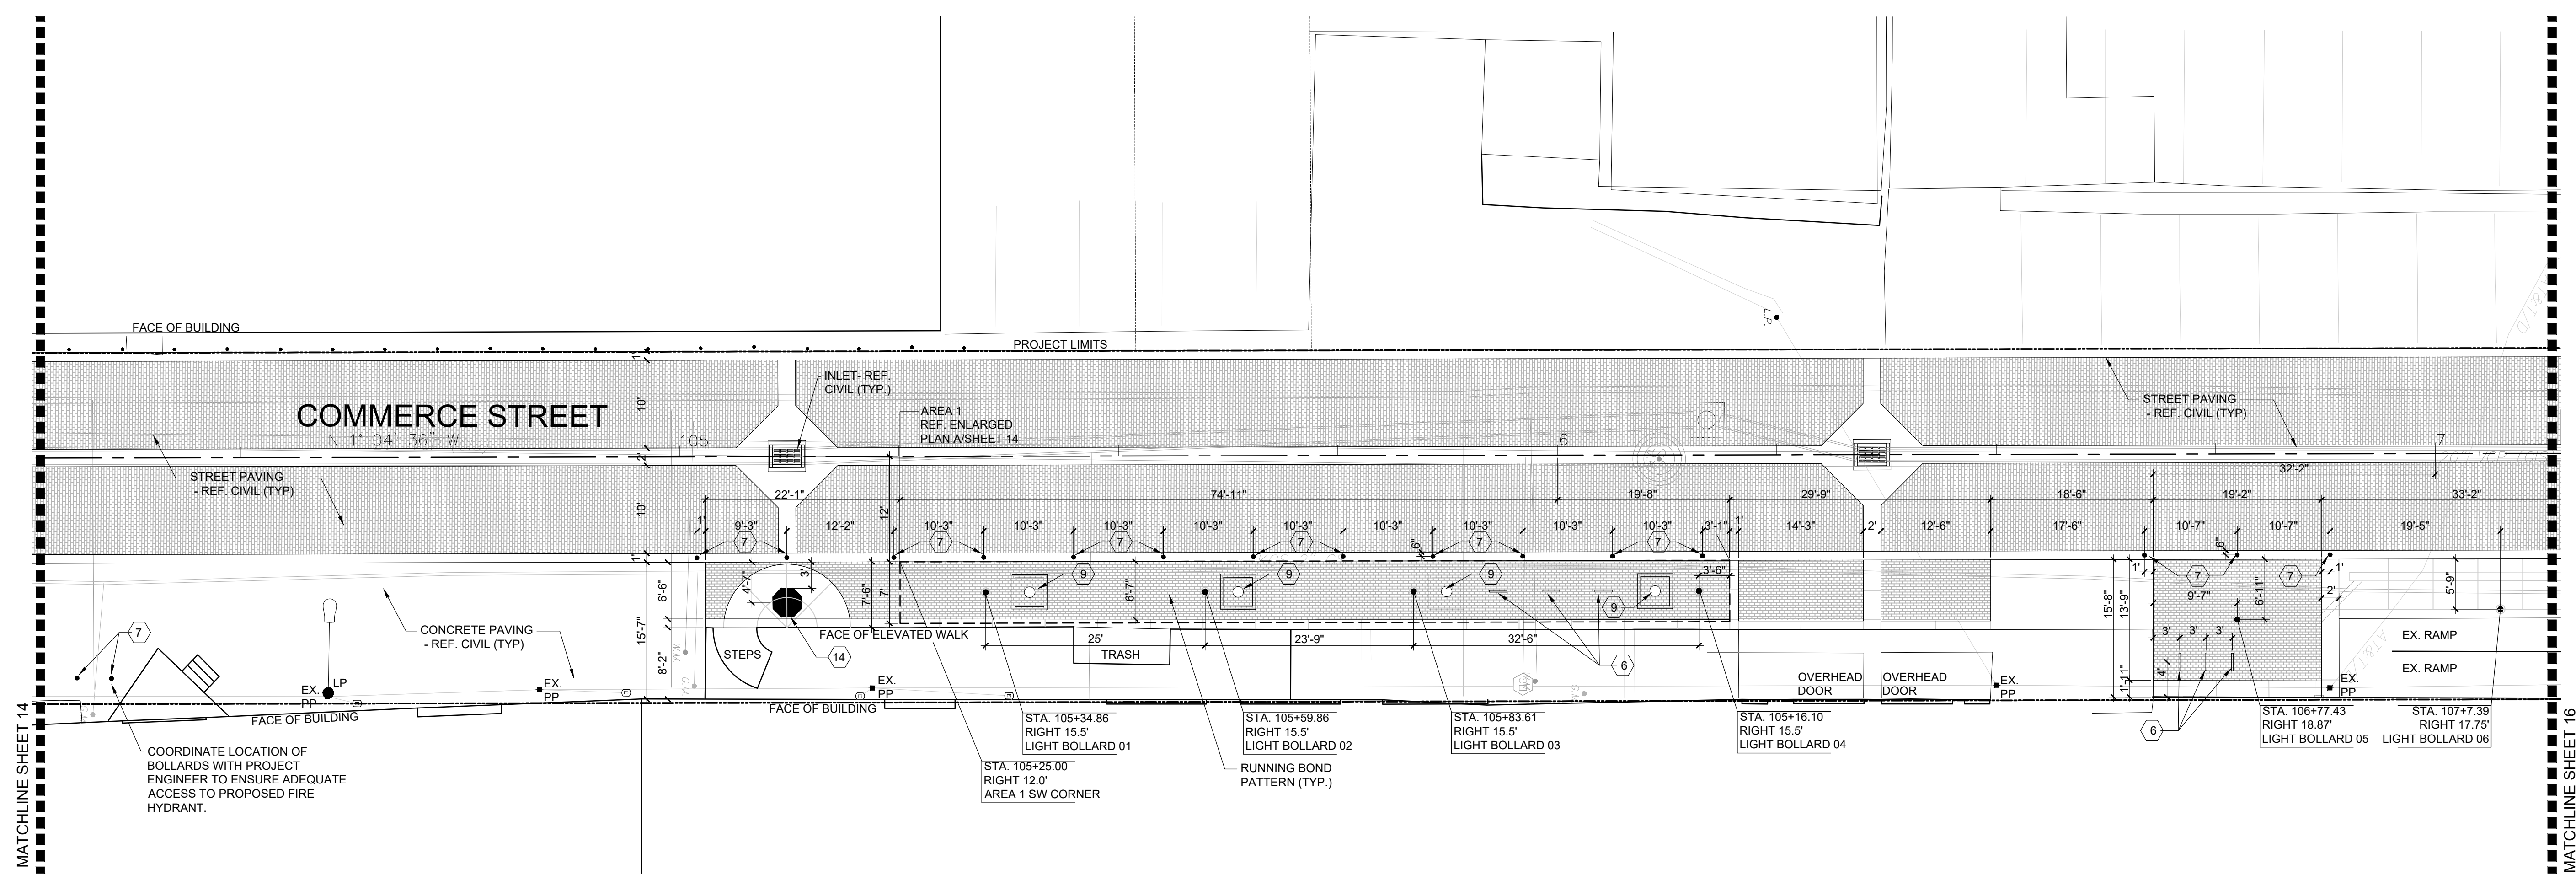 MATCHLINE SHEET 14
MATCHLINE SHEET 16
FACE OF BUILDING
PROJECT LIMITS
L.P.
INLET- REF.
CIVIL (TYP.)
COMMERCE STREET
N 1° 04' 36" W
105
6
7
AREA 1
REF. ENLARGED
PLAN A/SHEET 14
STREET PAVING
- REF. CIVIL (TYP)
STREET PAVING
- REF. CIVIL (TYP)
1'
10'
2'
10'
1'
15'-7"
32'-2"
22'-1"
74'-11"
19'-8"
29'-9"
18'-6"
19'-2"
33'-2"
12'
1'
9'-3"
12'-2"
10'-3"
10'-3"
10'-3"
10'-3"
10'-3"
10'-3"
10'-3"
10'-3"
10'-3"
3'-1"
1'
14'-3"
2'
12'-6"
17'-6"
10'-7"
10'-7"
19'-5"
7
7
7
7
7
7
7
7
6"
6"
1'
1'
6'-6"
8'-2"
4'-7"
3'
7'-6"
7'
6'-7"
3'-6"
9
9
9
9
15'-8"
13'-9"
1'-11"
9'-7"
6'-11"
2'
5'-9"
3'
3'
3'
4'
7
CONCRETE PAVING
- REF. CIVIL (TYP)
FACE OF ELEVATED WALK
STEPS
14
25'
23'-9"
32'-6"
TRASH
6
6
EX. RAMP
EX. RAMP
OVERHEAD
DOOR
OVERHEAD
DOOR
W.M.
G.M.
G.M.
AT&T/D
EX.
PP
LP
EX.
PP
EX.
PP
EX.
PP
EX.
PP
FACE OF BUILDING
FACE OF BUILDING
COORDINATE LOCATION OF
BOLLARDS WITH PROJECT
ENGINEER TO ENSURE ADEQUATE
ACCESS TO PROPOSED FIRE
HYDRANT.
STA. 105+34.86
RIGHT 15.5'
LIGHT BOLLARD 01
STA. 105+25.00
RIGHT 12.0'
AREA 1 SW CORNER
STA. 105+59.86
RIGHT 15.5'
LIGHT BOLLARD 02
RUNNING BOND
PATTERN (TYP.)
STA. 105+83.61
RIGHT 15.5'
LIGHT BOLLARD 03
STA. 105+16.10
RIGHT 15.5'
LIGHT BOLLARD 04
STA. 106+77.43
RIGHT 18.87'
LIGHT BOLLARD 05
STA. 107+7.39
RIGHT 17.75'
LIGHT BOLLARD 06